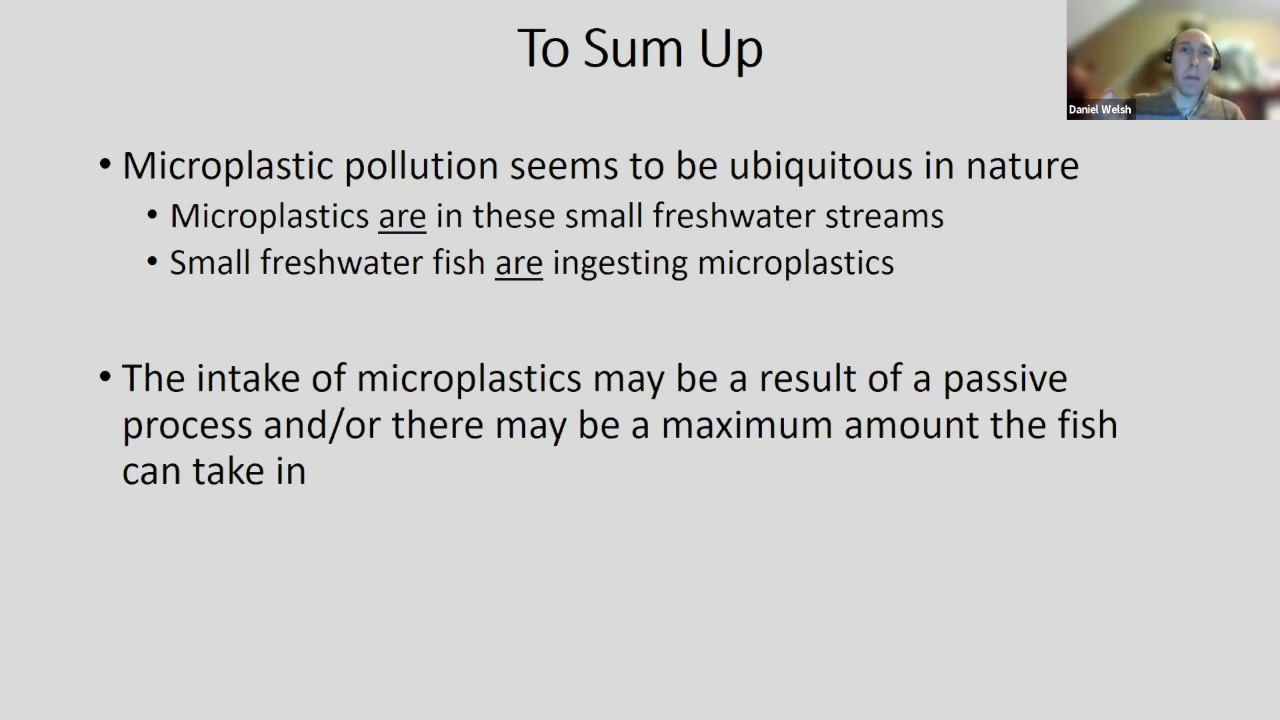 To Sum Up
Daniel Welsh
• Microplastic pollution seems to be ubiquitous in nature
• Microplastics are in these small freshwater streams
• Small freshwater fish are ingesting microplastics
• The intake of microplastics may be a result of a passive
process and/or there may be a maximum amount the fish
can take in